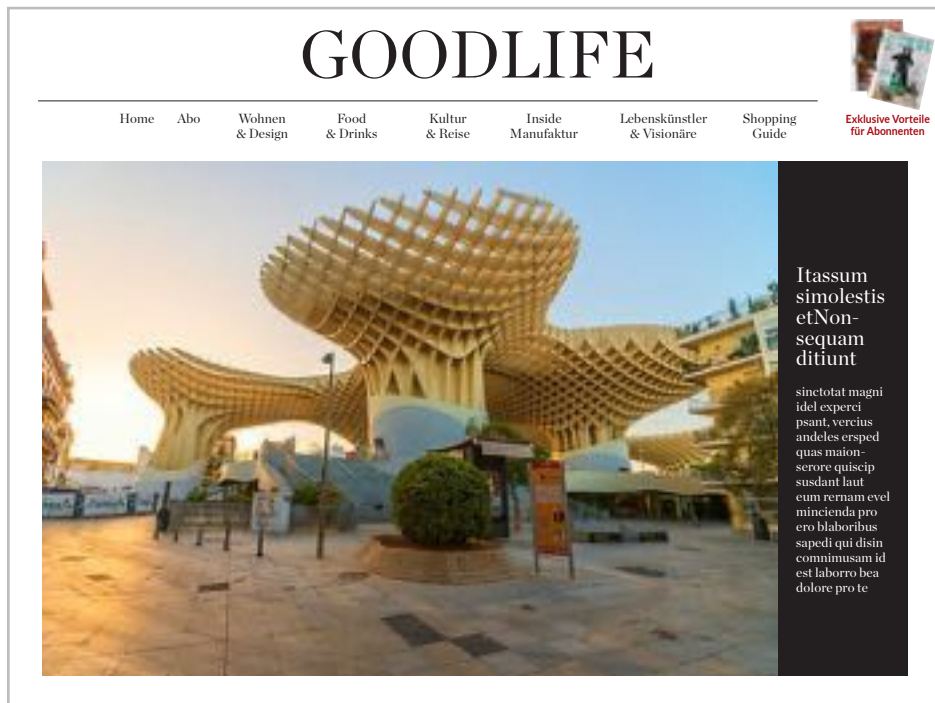 GOODLIFE
Exklusive Vorteile
für Abonnenten
Home
Abo
Wohnen
& Design
Food
& Drinks
Kultur
& Reise
Inside
Manufaktur
Lebenskünstler
& Visionäre
Shopping
Guide
Itassum
simolestis
etNon-
sequam
ditiunt
sinctotat magni
idel experci
psant, vercius
andeles ersped
quas maion-
serore quiscip
susdant laut
eum rernam evel
mincienda pro
ero blaboribus
sapedi qui disin
comnimusam id
est laborro bea
dolore pro te